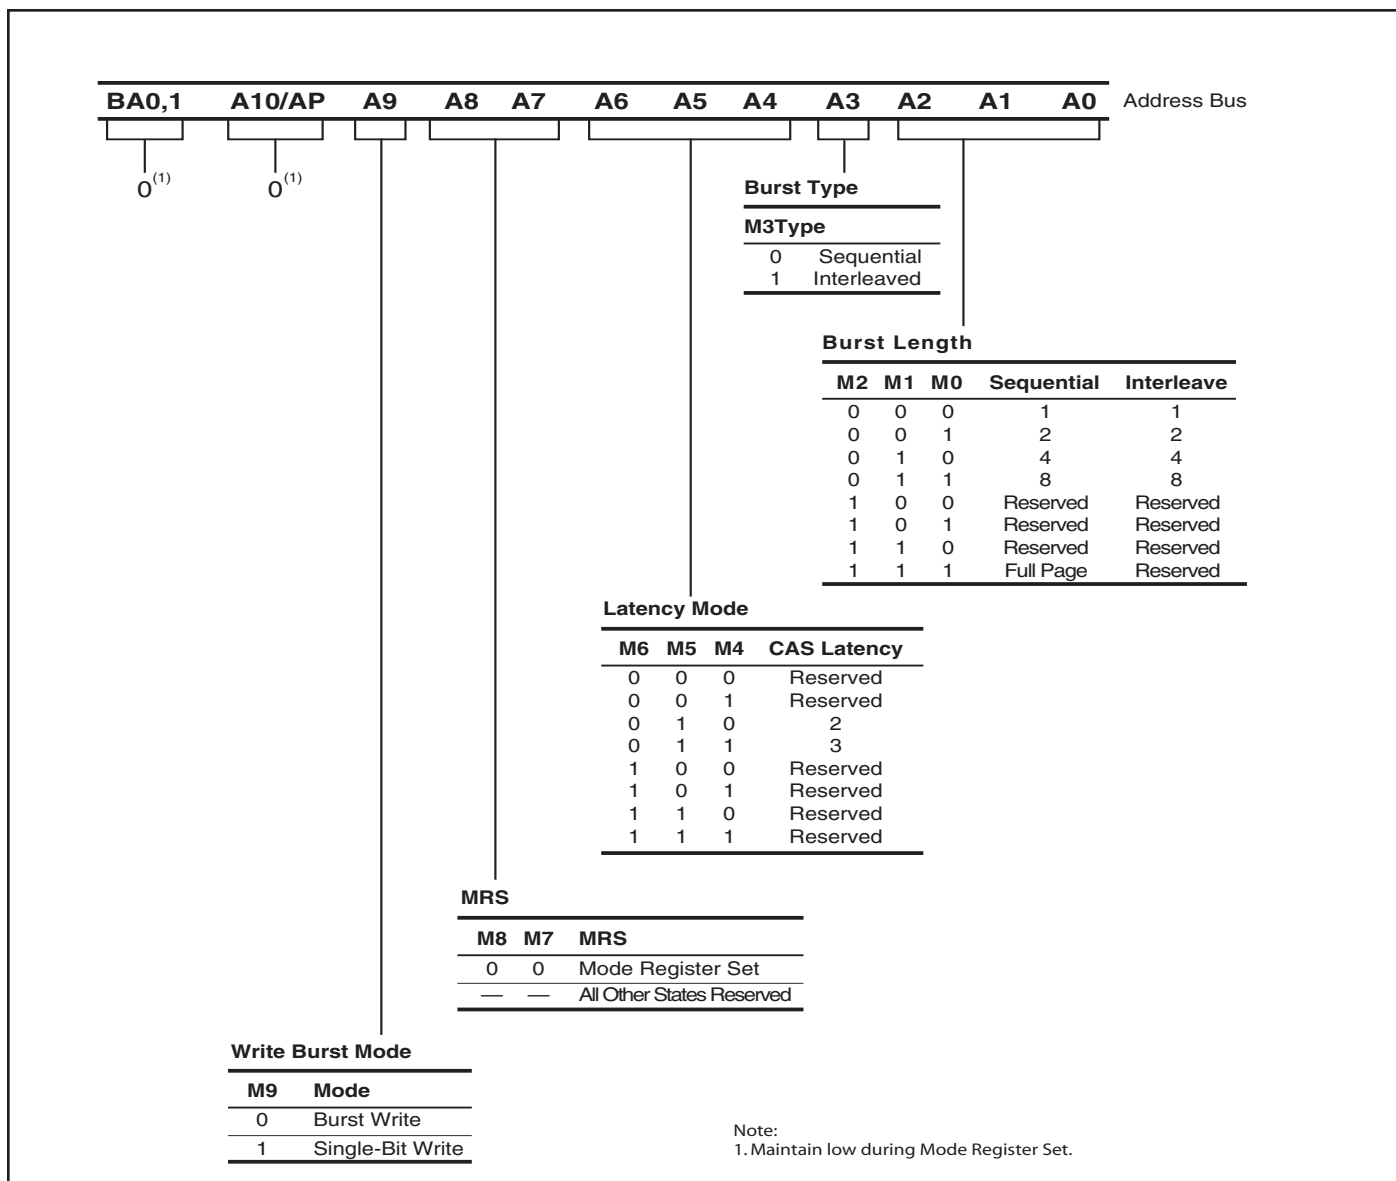 BA0,1 A10/AP A9 A8 A7 A6 A5 A4 A3 A2 A1 A0 Address Bus
0(1) 0(1)
Burst Type
M3Type
0 Sequential
1 Interleaved
Burst Length
M2 M1 M0 Sequential Interleave
0 0 0 1 1
0 0 1 2 2
0 1 0 4 4
0 1 1 8 8
1 0 0 Reserved Reserved
1 0 1 Reserved Reserved
1 1 0 Reserved Reserved
1 1 1 Full Page Reserved
Latency Mode
M6 M5 M4 CAS Latency
0 0 0 Reserved
0 0 1 Reserved
0 1 0 2
0 1 1 3
1 0 0 Reserved
1 0 1 Reserved
1 1 0 Reserved
1 1 1 Reserved
MRS
M8 M7 MRS
0 0 Mode Register Set
— — All Other States Reserved
Write Burst Mode
M9 Mode
0 Burst Write
1 Single-Bit Write
Note:
1. Maintain low during Mode Register Set.